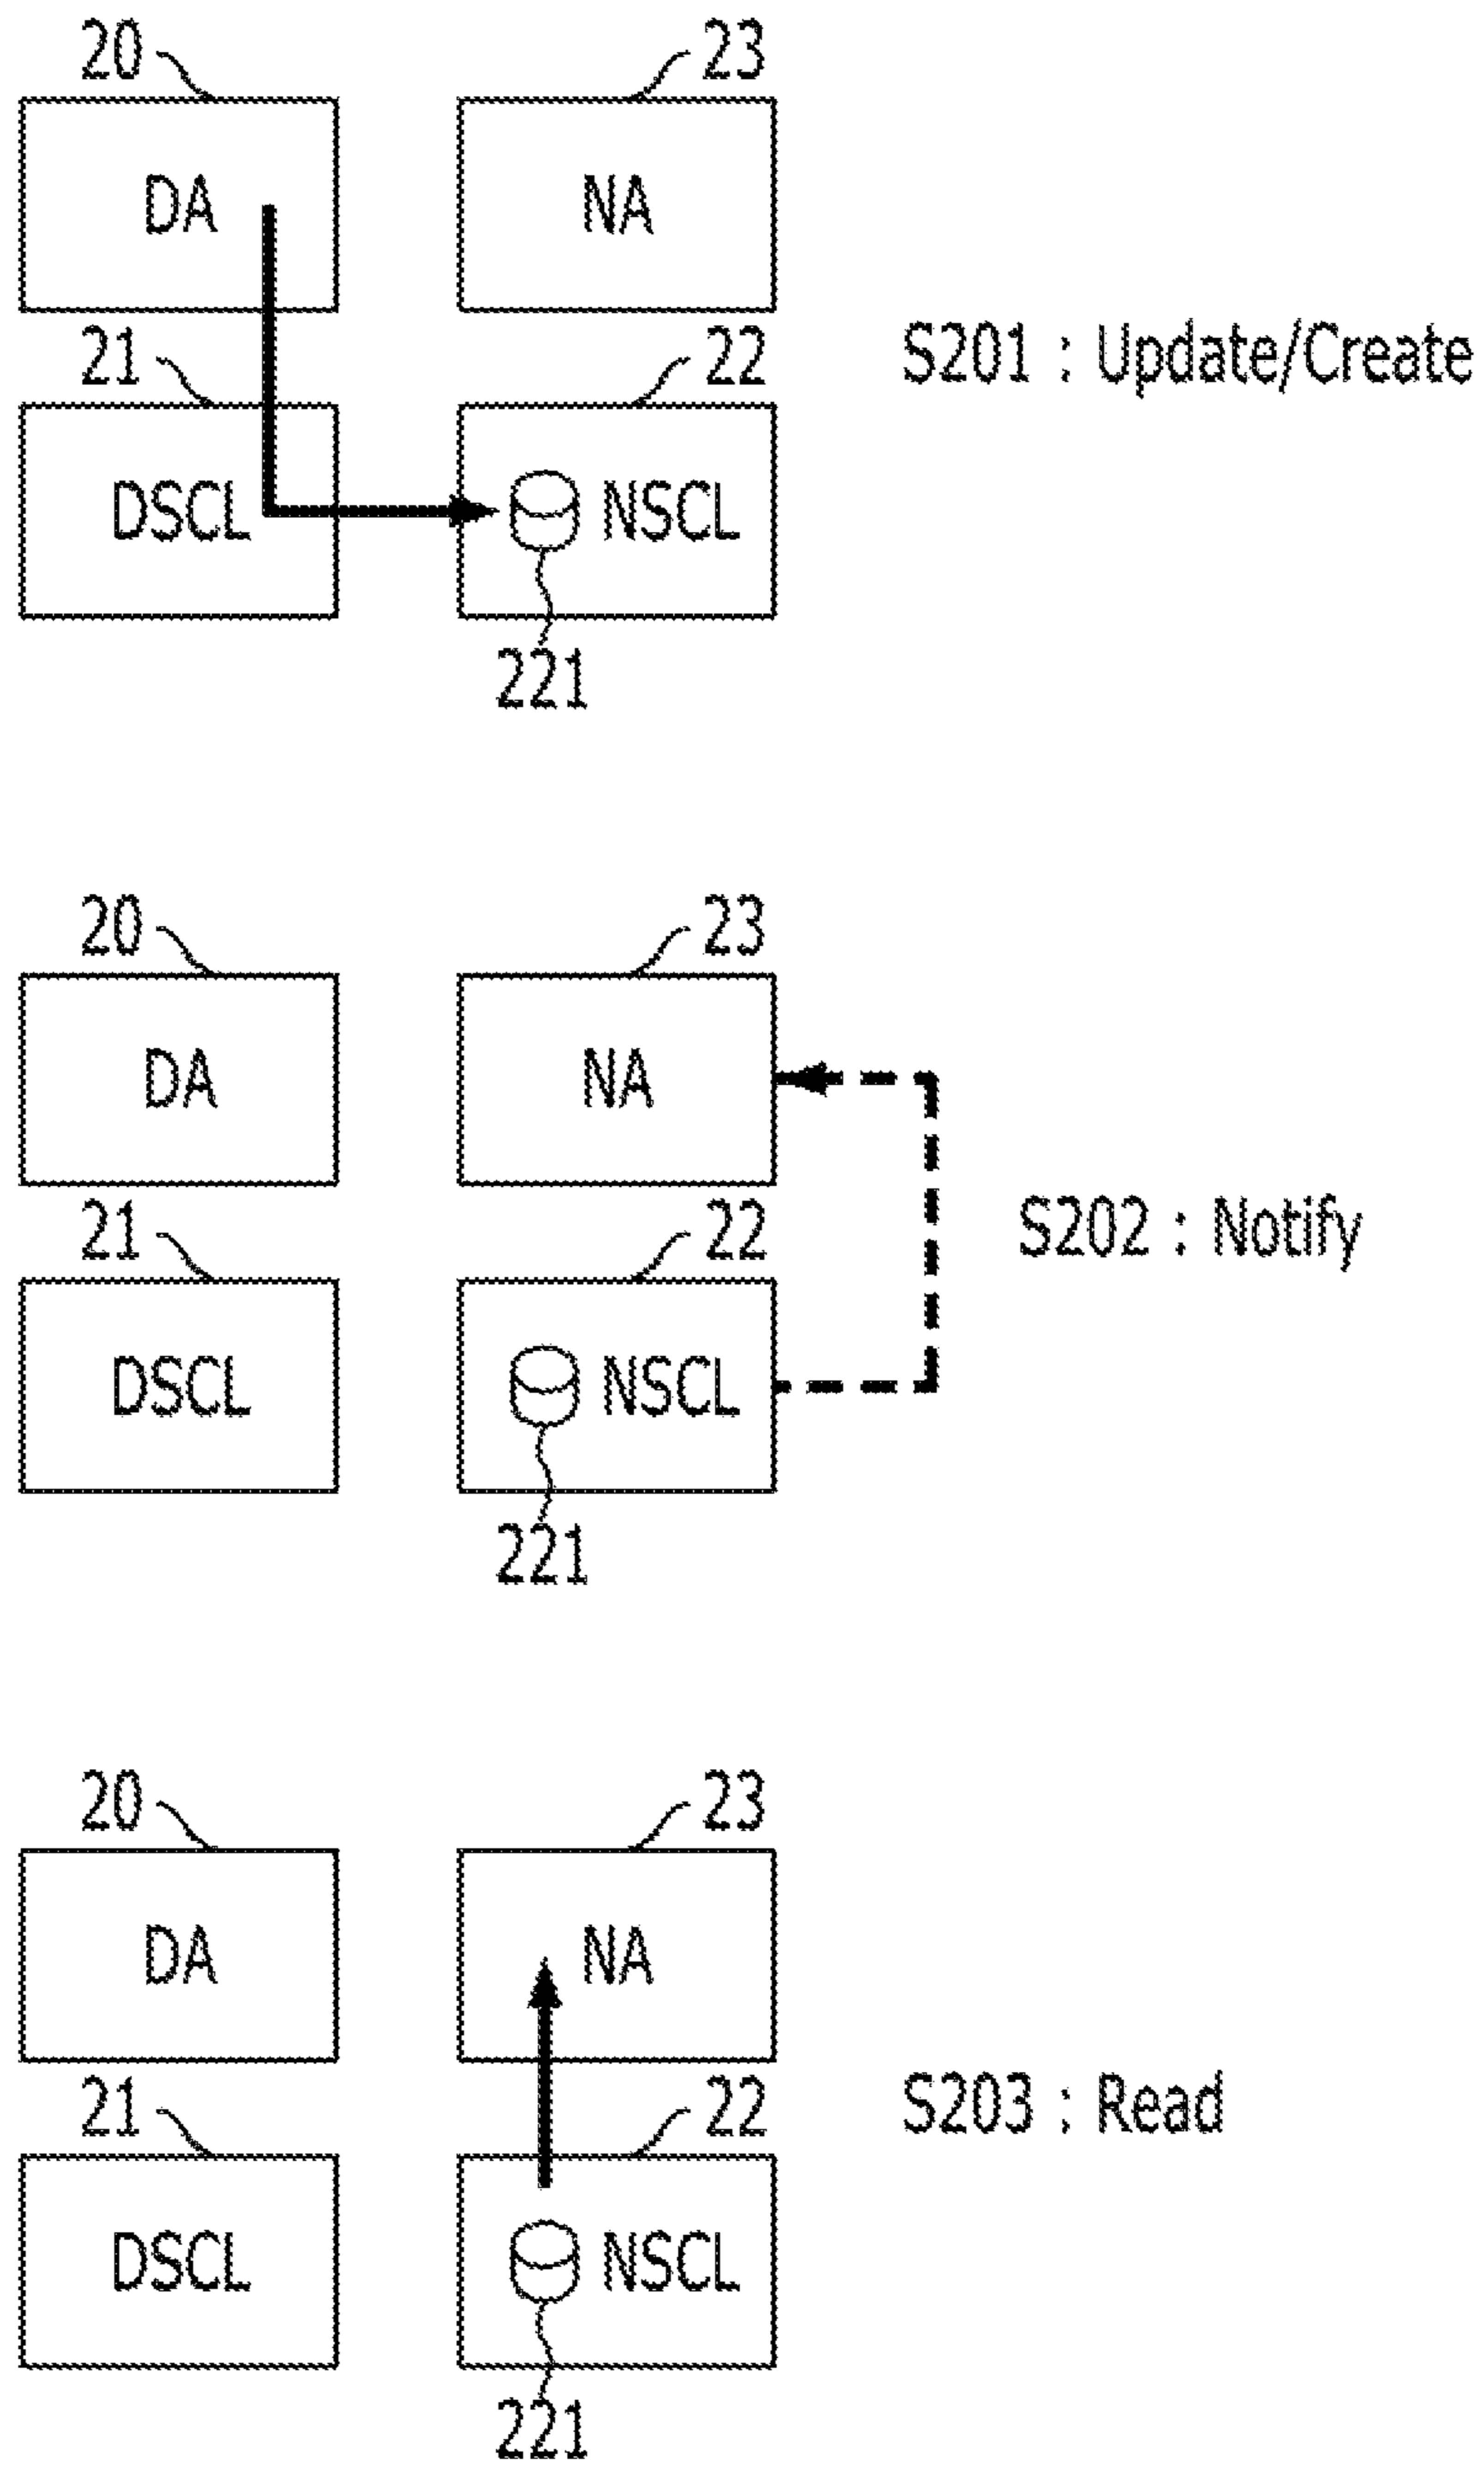 20 23
DA NA
21 22
S201 : Update/Create
DSCL NSCL
221
20 23
DA NA
21 22
S202 : Notify
DSCL NSCL
221
20 23
DA NA
21 22
S203 : Read
DSCL NSCL
221